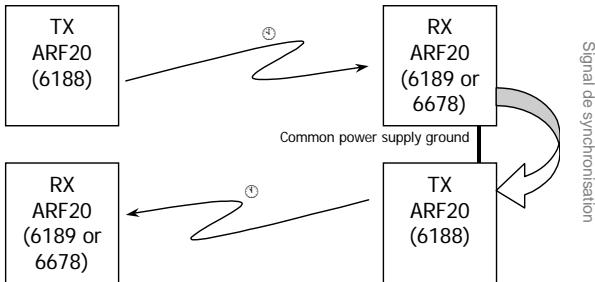 TX
ARF20
(6188)
RX
ARF20
(6189 or
6678)
Signal de synchronisation
Common power supply ground
RX
ARF20
(6189 or
6678)
TX
ARF20
(6188)